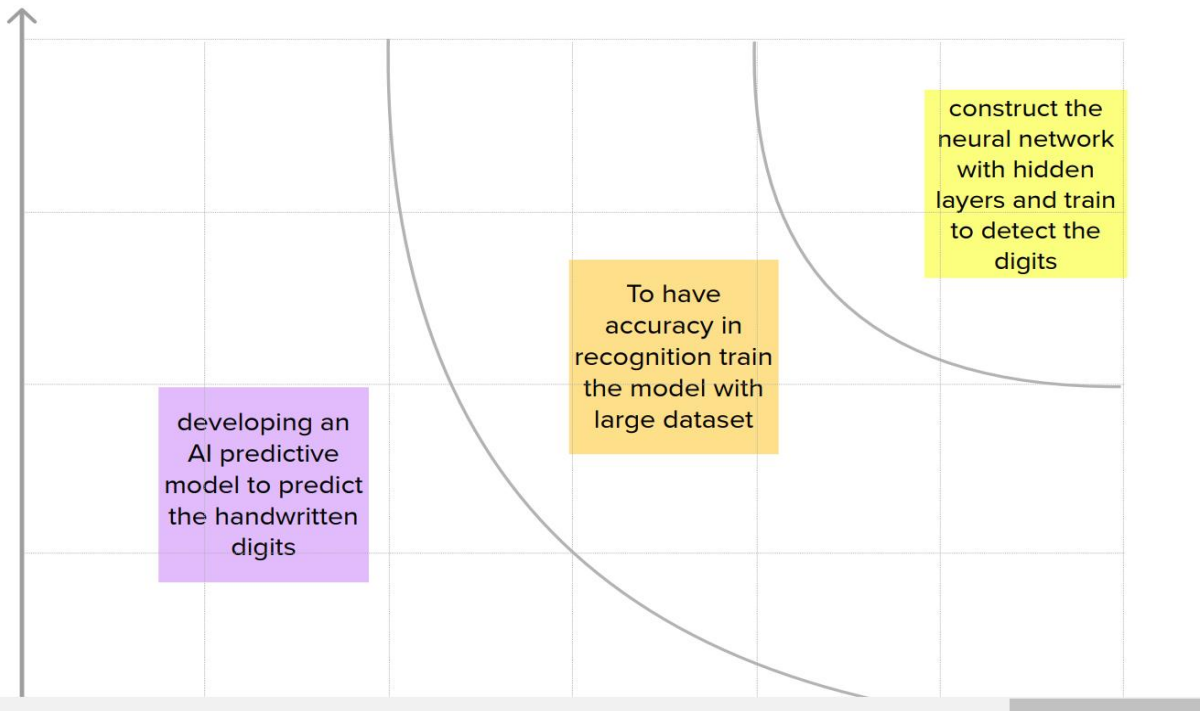 construct the
neural network
with hidden
layers and train
to detect the
digits
To have
accuracy in
recognition train
the model with
large dataset
developing an
AI predictive
model to predict
the handwritten
digits